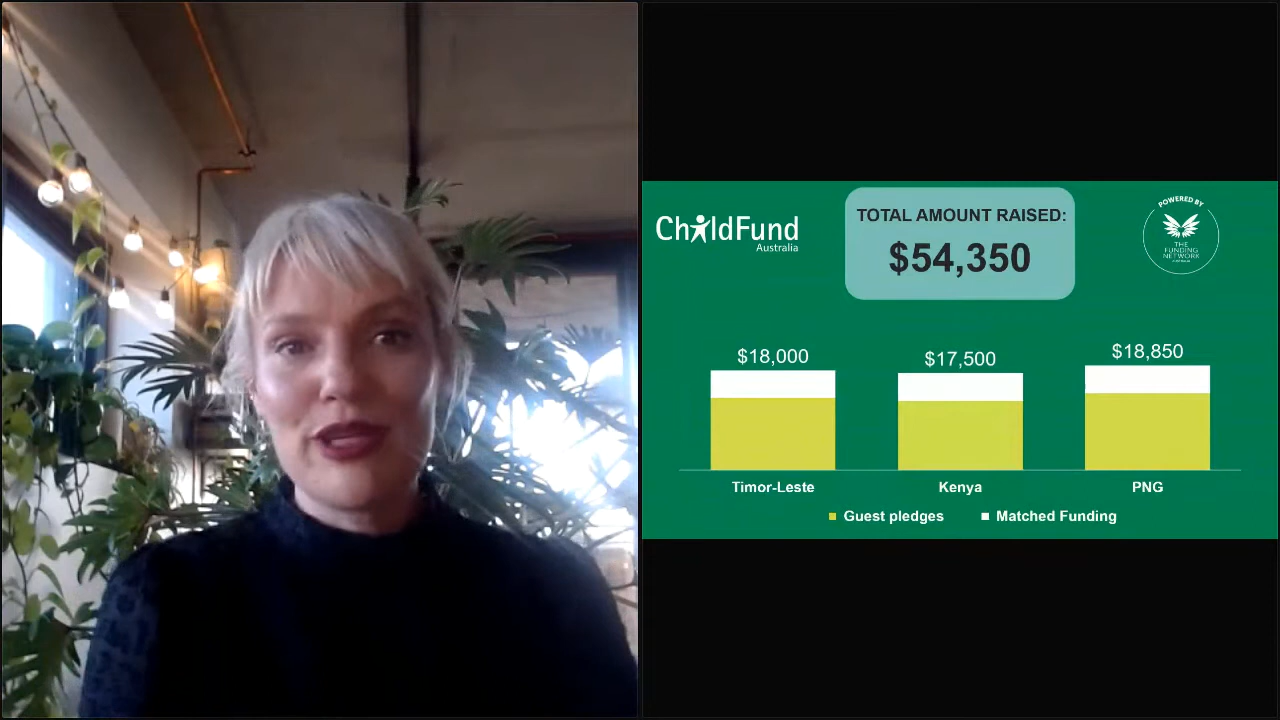 ChildFund
Australia
TOTAL AMOUNT RAISED:
$54,350
POWERED BY
THE
FUNDING
NETWORK
AUSTRALIA
$18,000
$17,500
$18,850
Timor-Leste
Kenya
PNG
Guest pledges
Matched Funding